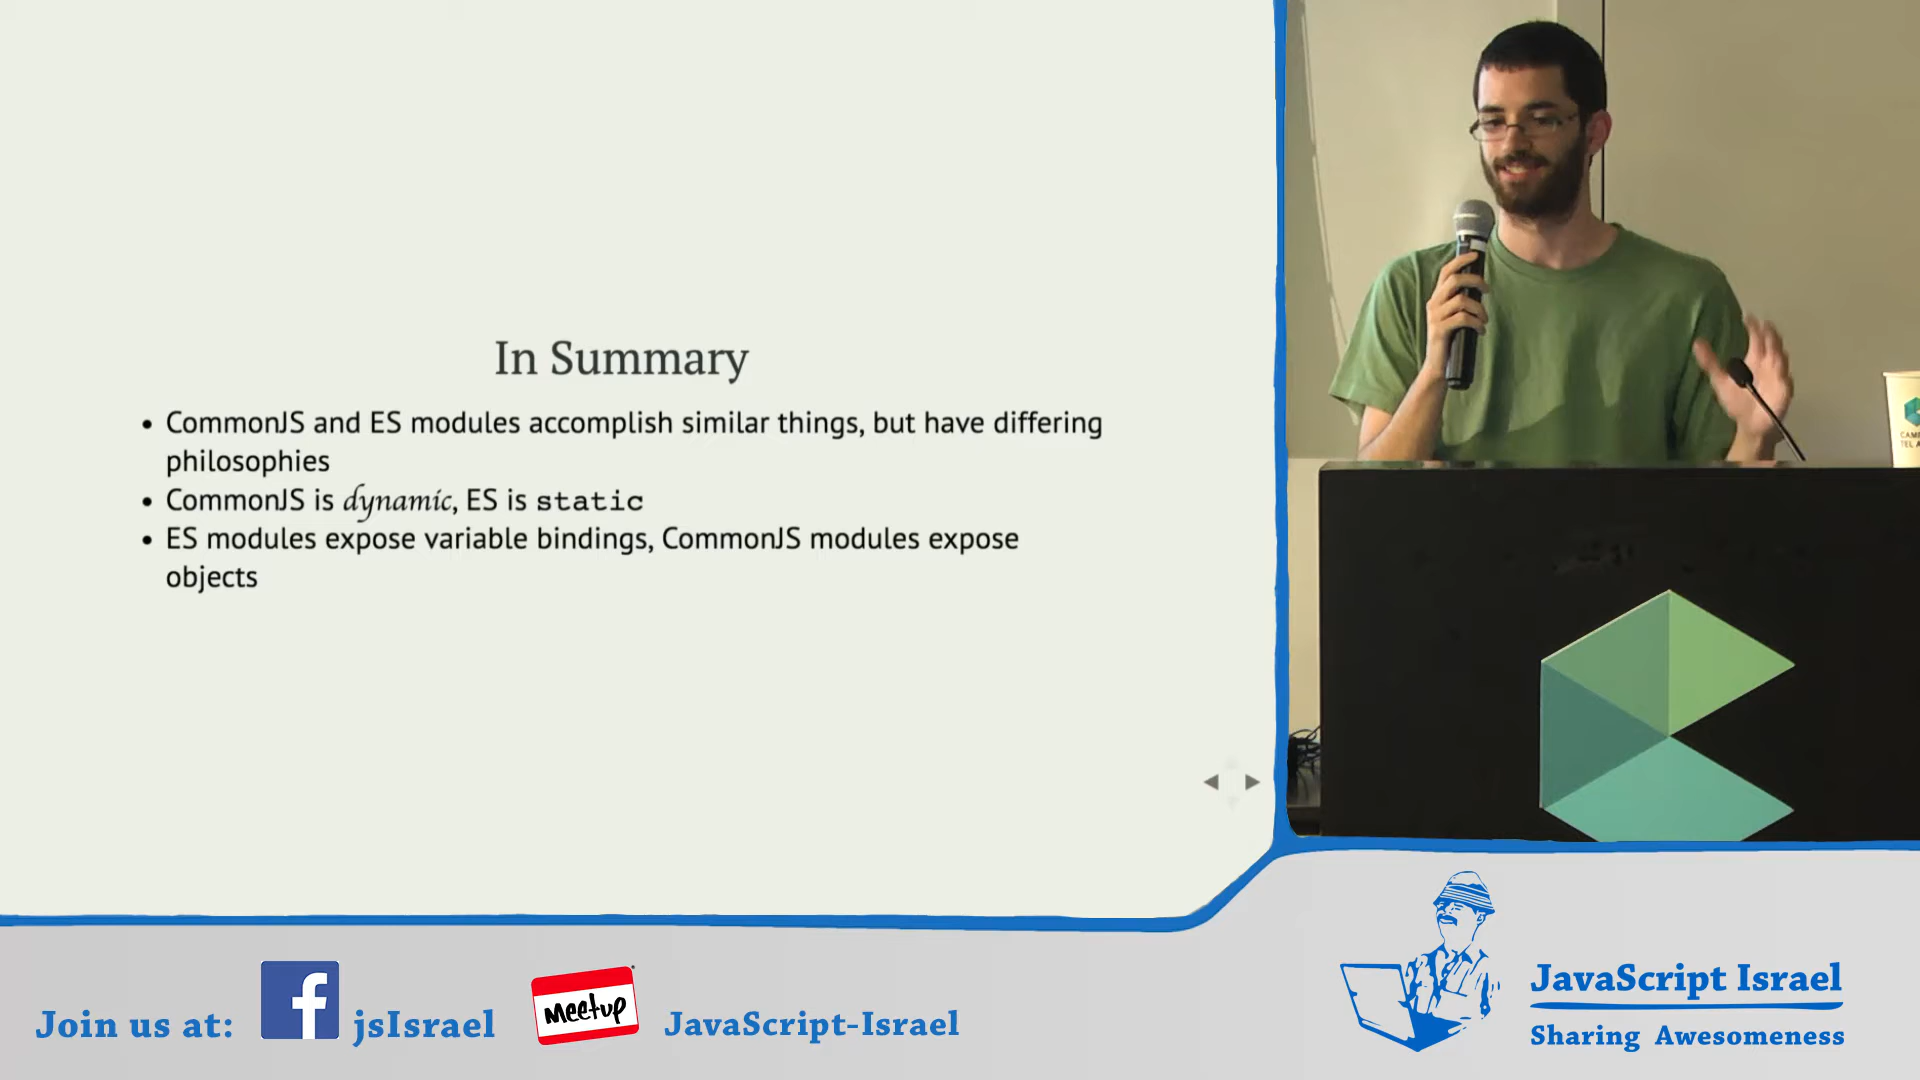 In Summary
• CommonJS and ES modules accomplish similar things, but have differing
philosophies
• CommonJS is dynamic, ES is static
• ES modules expose variable bindings, CommonJS modules expose
objects
Join us at:
f
jsIsrael
Meetup
JavaScript-Israel
JavaScript Israel
Sharing Awesomeness